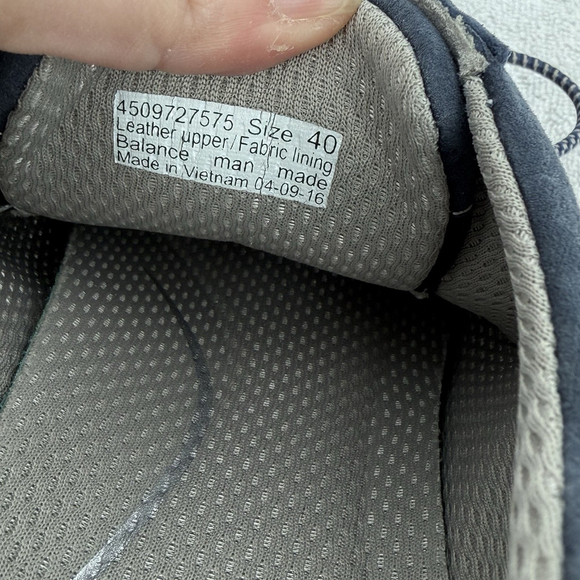 4509727575 Size 40
Leather upper/Fabric lining
Balance man made
Made in Vietnam 04-09-16